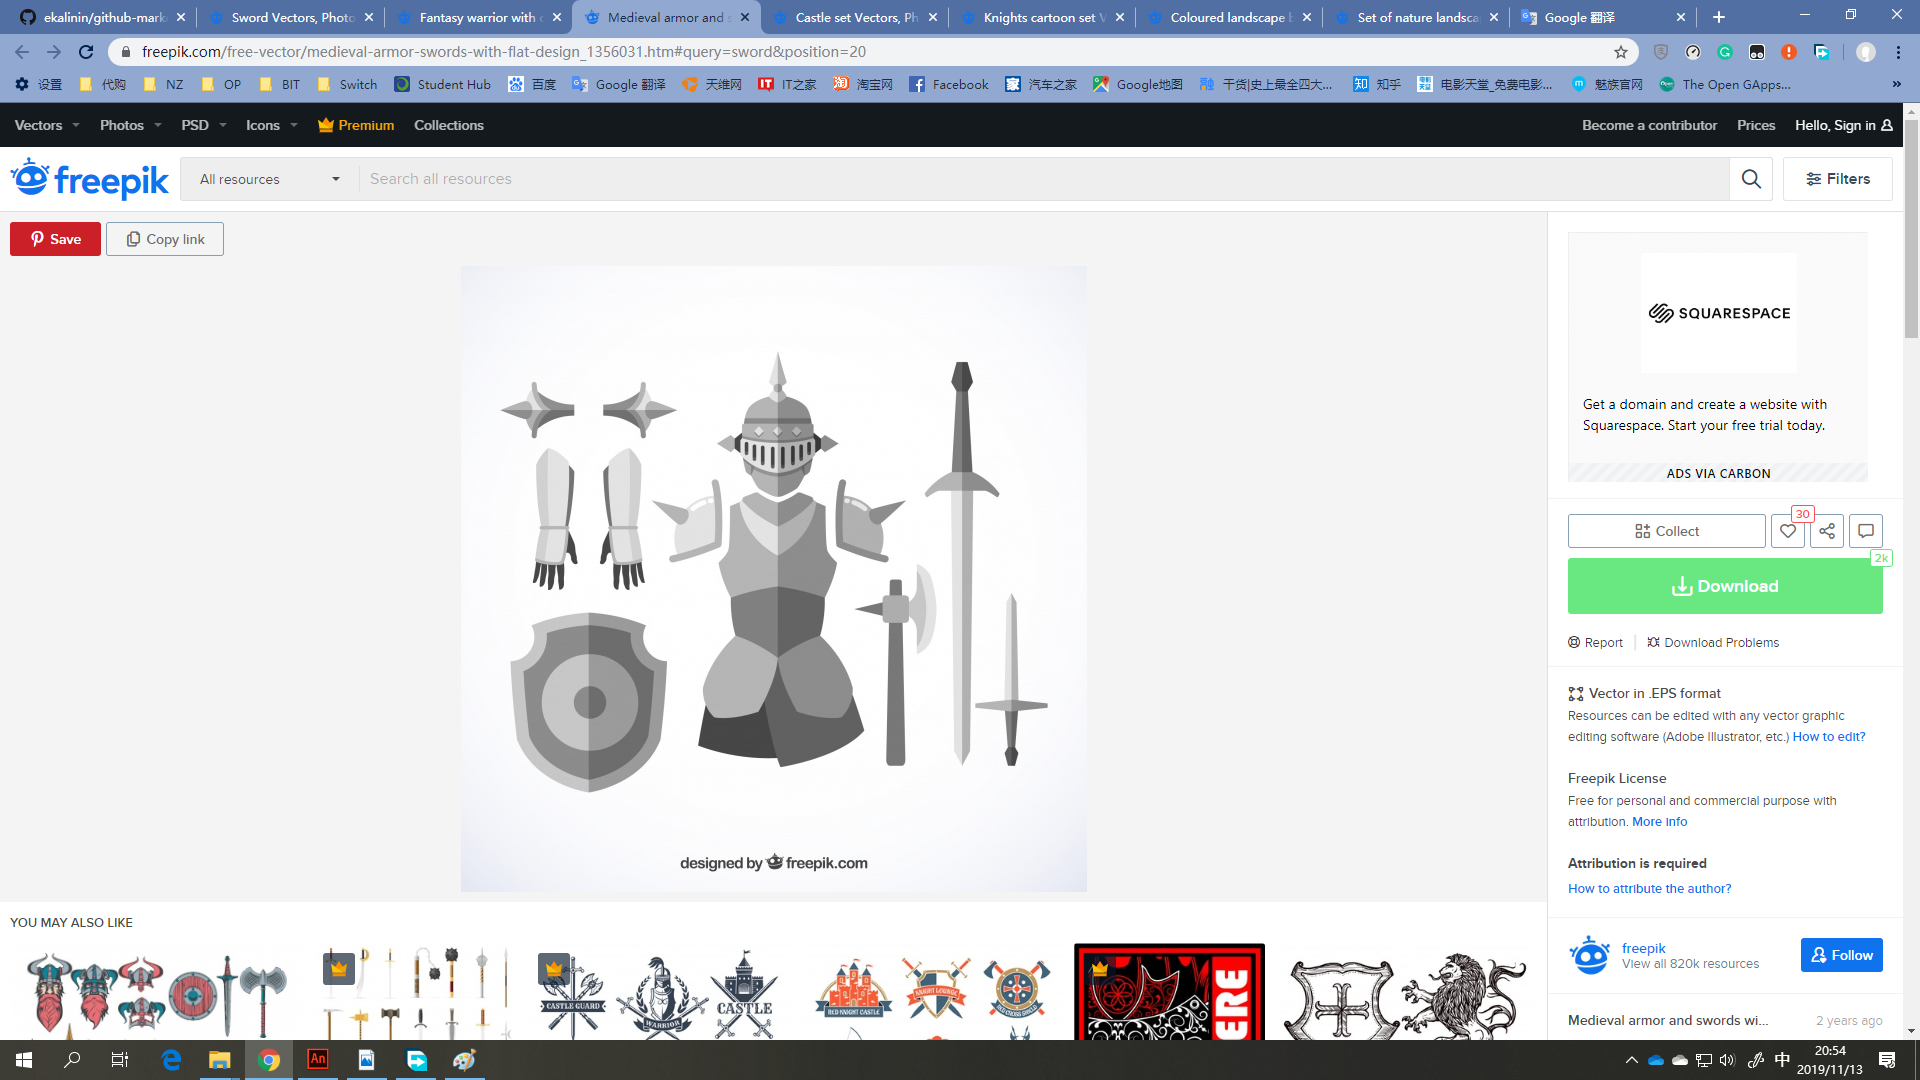 ekalinin/github-mark
Sword Vectors, Photo
Fantasy warrior with
Medieval armor and s
Castle set Vectors, Ph
Knights cartoon set V
Coloured landscape b
Set of nature landsca
Google 翻译
freepik.com/free-vector/medieval-armor-swords-with-flat-design_1356031.htm#query=sword&position=20
设置 代购 NZ OP BIT Switch Student Hub 百度 Google 翻译 天维网 IT之家 淘宝网 Facebook 汽车之家 Google地图 干货|史上最全四大... 知乎 电影天堂_免费电影... 魅族官网 The Open GApps... »
Vectors Photos PSD Icons Premium Collections Become a contributor Prices Hello, Sign in
freepik All resources Search all resources Filters
Save Copy link
SQUARESPACE
Get a domain and create a website with
Squarespace. Start your free trial today.
ADS VIA CARBON
30
Collect
2k
Download
Report Download Problems
Vector in .EPS format
Resources can be edited with any vector graphic
editing software (Adobe Illustrator, etc.) How to edit?
Freepik License
Free for personal and commercial purpose with
attribution. More info
Attribution is required
How to attribute the author?
designed by freepik.com
YOU MAY ALSO LIKE
freepik
View all 820k resources
Follow
Medieval armor and swords wi...
2 years ago
CASTLE GUARD
WARRIOR
CASTLE
RED KNIGHT CASTLE
KNIGHT LOUNGE
ERE
An
中
20:54
2019/11/13